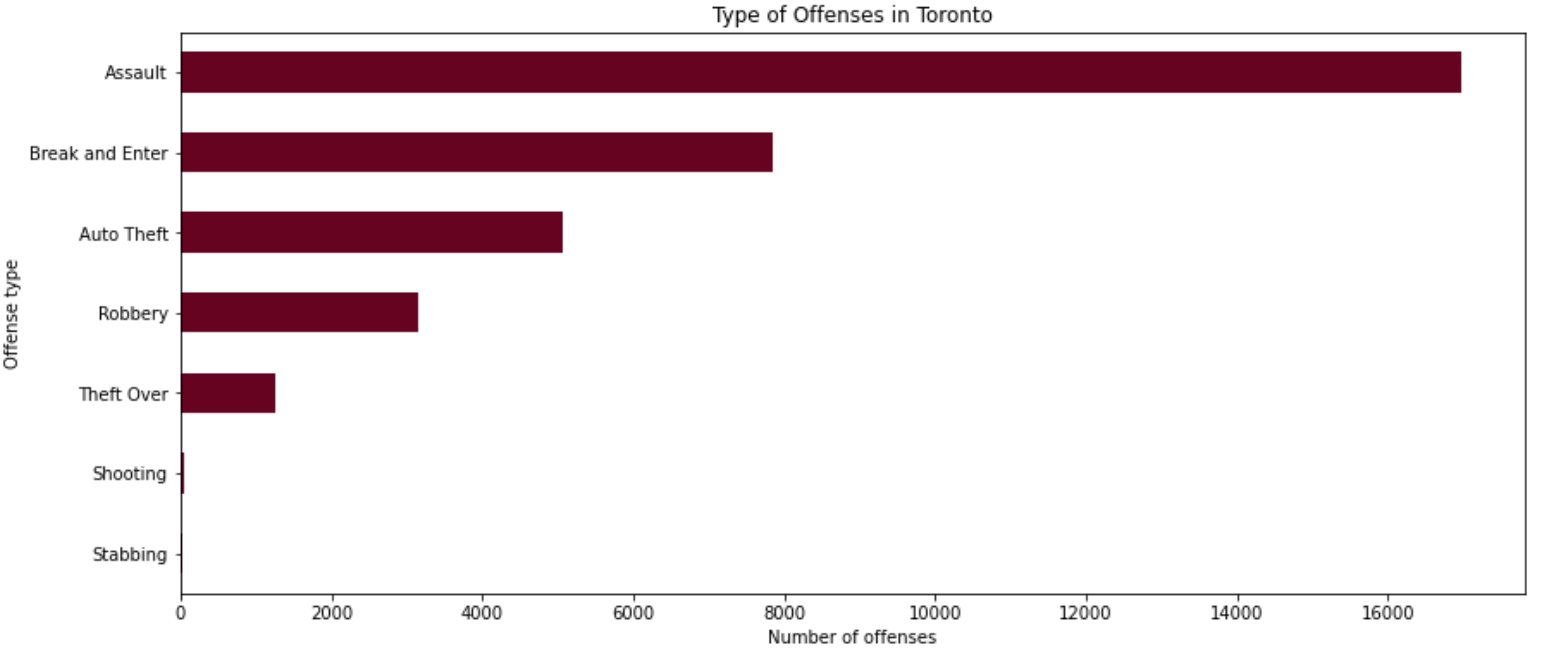 Type of Offenses in Toronto
Assault
Break and Enter
Auto Theft
Robbery
Theft Over
Shooting
Stabbing
Offense type
0 2000 4000 6000 8000 10000 12000 14000 16000
Number of offenses